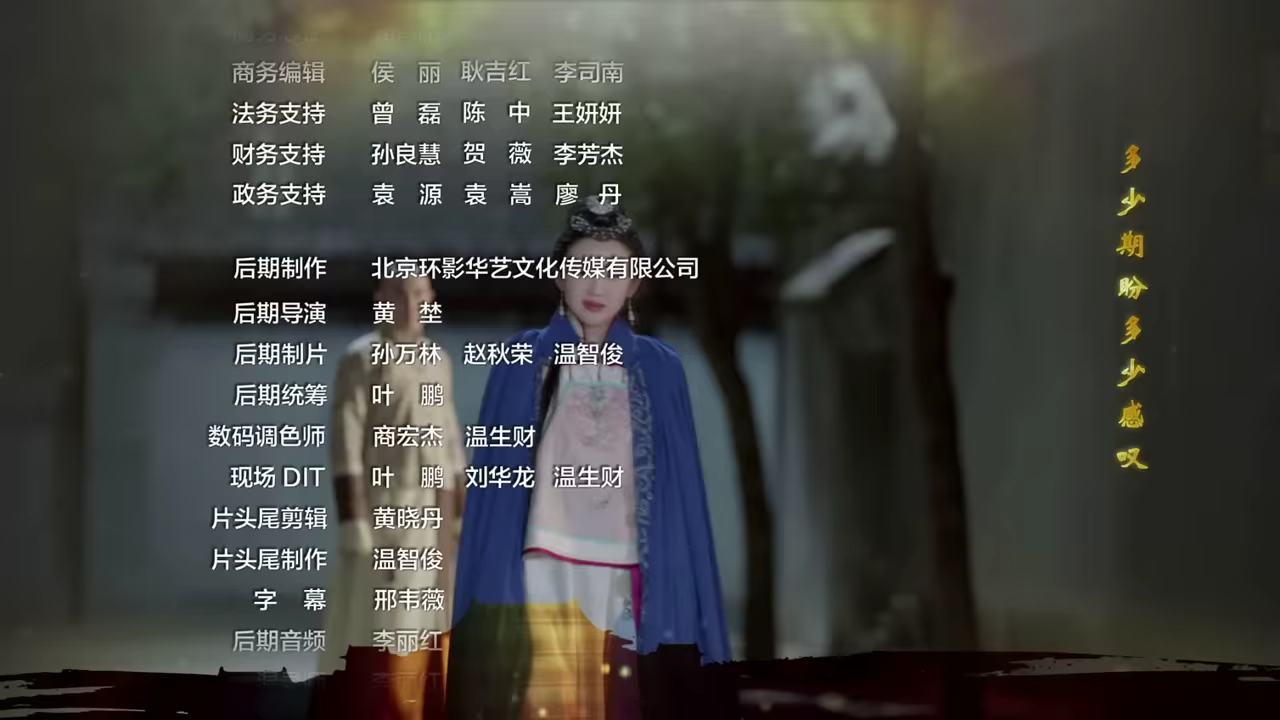 商务编辑 侯丽 耿吉红 李司南
法务支持 曾磊 陈中 王妍妍
财务支持 孙良慧 贺薇 李芳杰
政务支持 袁源 袁嵩 廖丹
后期制作 北京环影华艺文化传媒有限公司
后期导演 黄埜
后期制片 孙万林 赵秋荣 温智俊
后期统筹 叶鹏
数码调色师 商宏杰 温生财
现场DIT 叶鹏 刘华龙 温生财
片头尾剪辑 黄晓丹
片头尾制作 温智俊
字幕 邢韦薇
后期音频 李丽红
多少期盼多少感叹